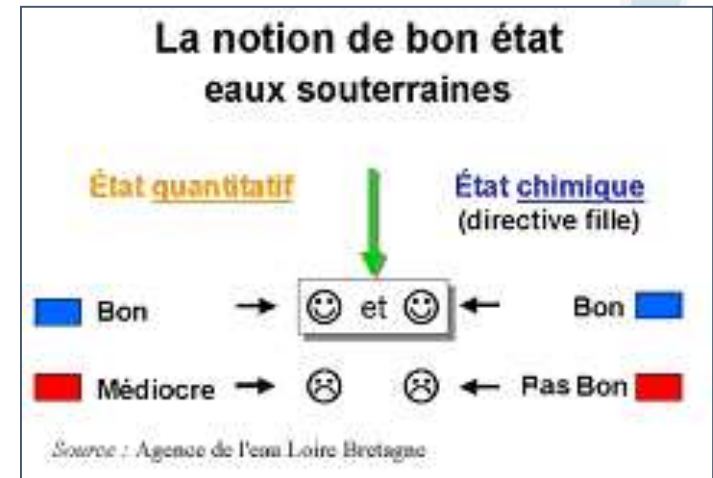 La notion de bon état
eaux souterraines
État quantitatif
État chimique
(directive fille)
Bon et Bon
Médiocre Pas Bon
Source : Agence de l'eau Loire Bretagne